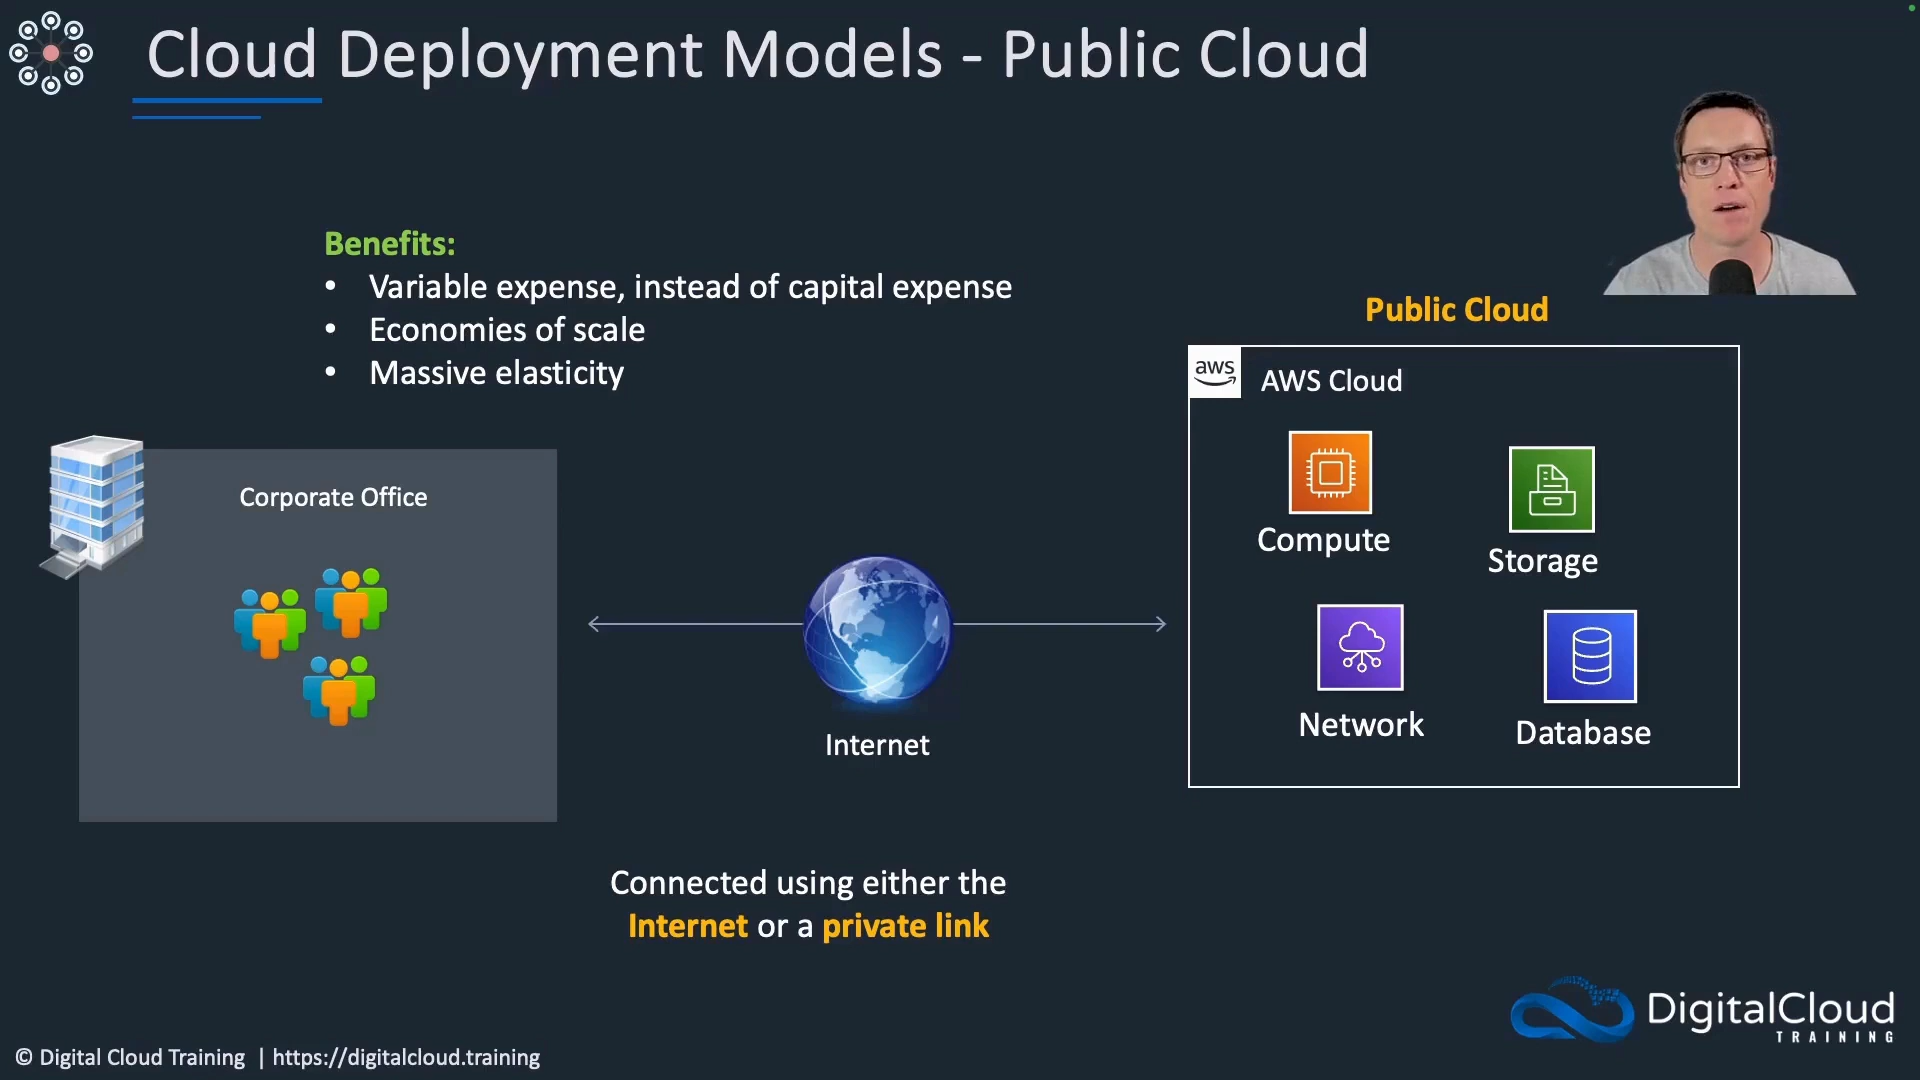 Cloud Deployment Models - Public Cloud
Benefits:
• Variable expense, instead of capital expense
• Economies of scale
• Massive elasticity
Public Cloud
aws
AWS Cloud
Compute
Storage
Network
Database
Corporate Office
Internet
Connected using either the
Internet or a private link
DigitalCloud
TRAINING
© Digital Cloud Training | https://digitalcloud.training